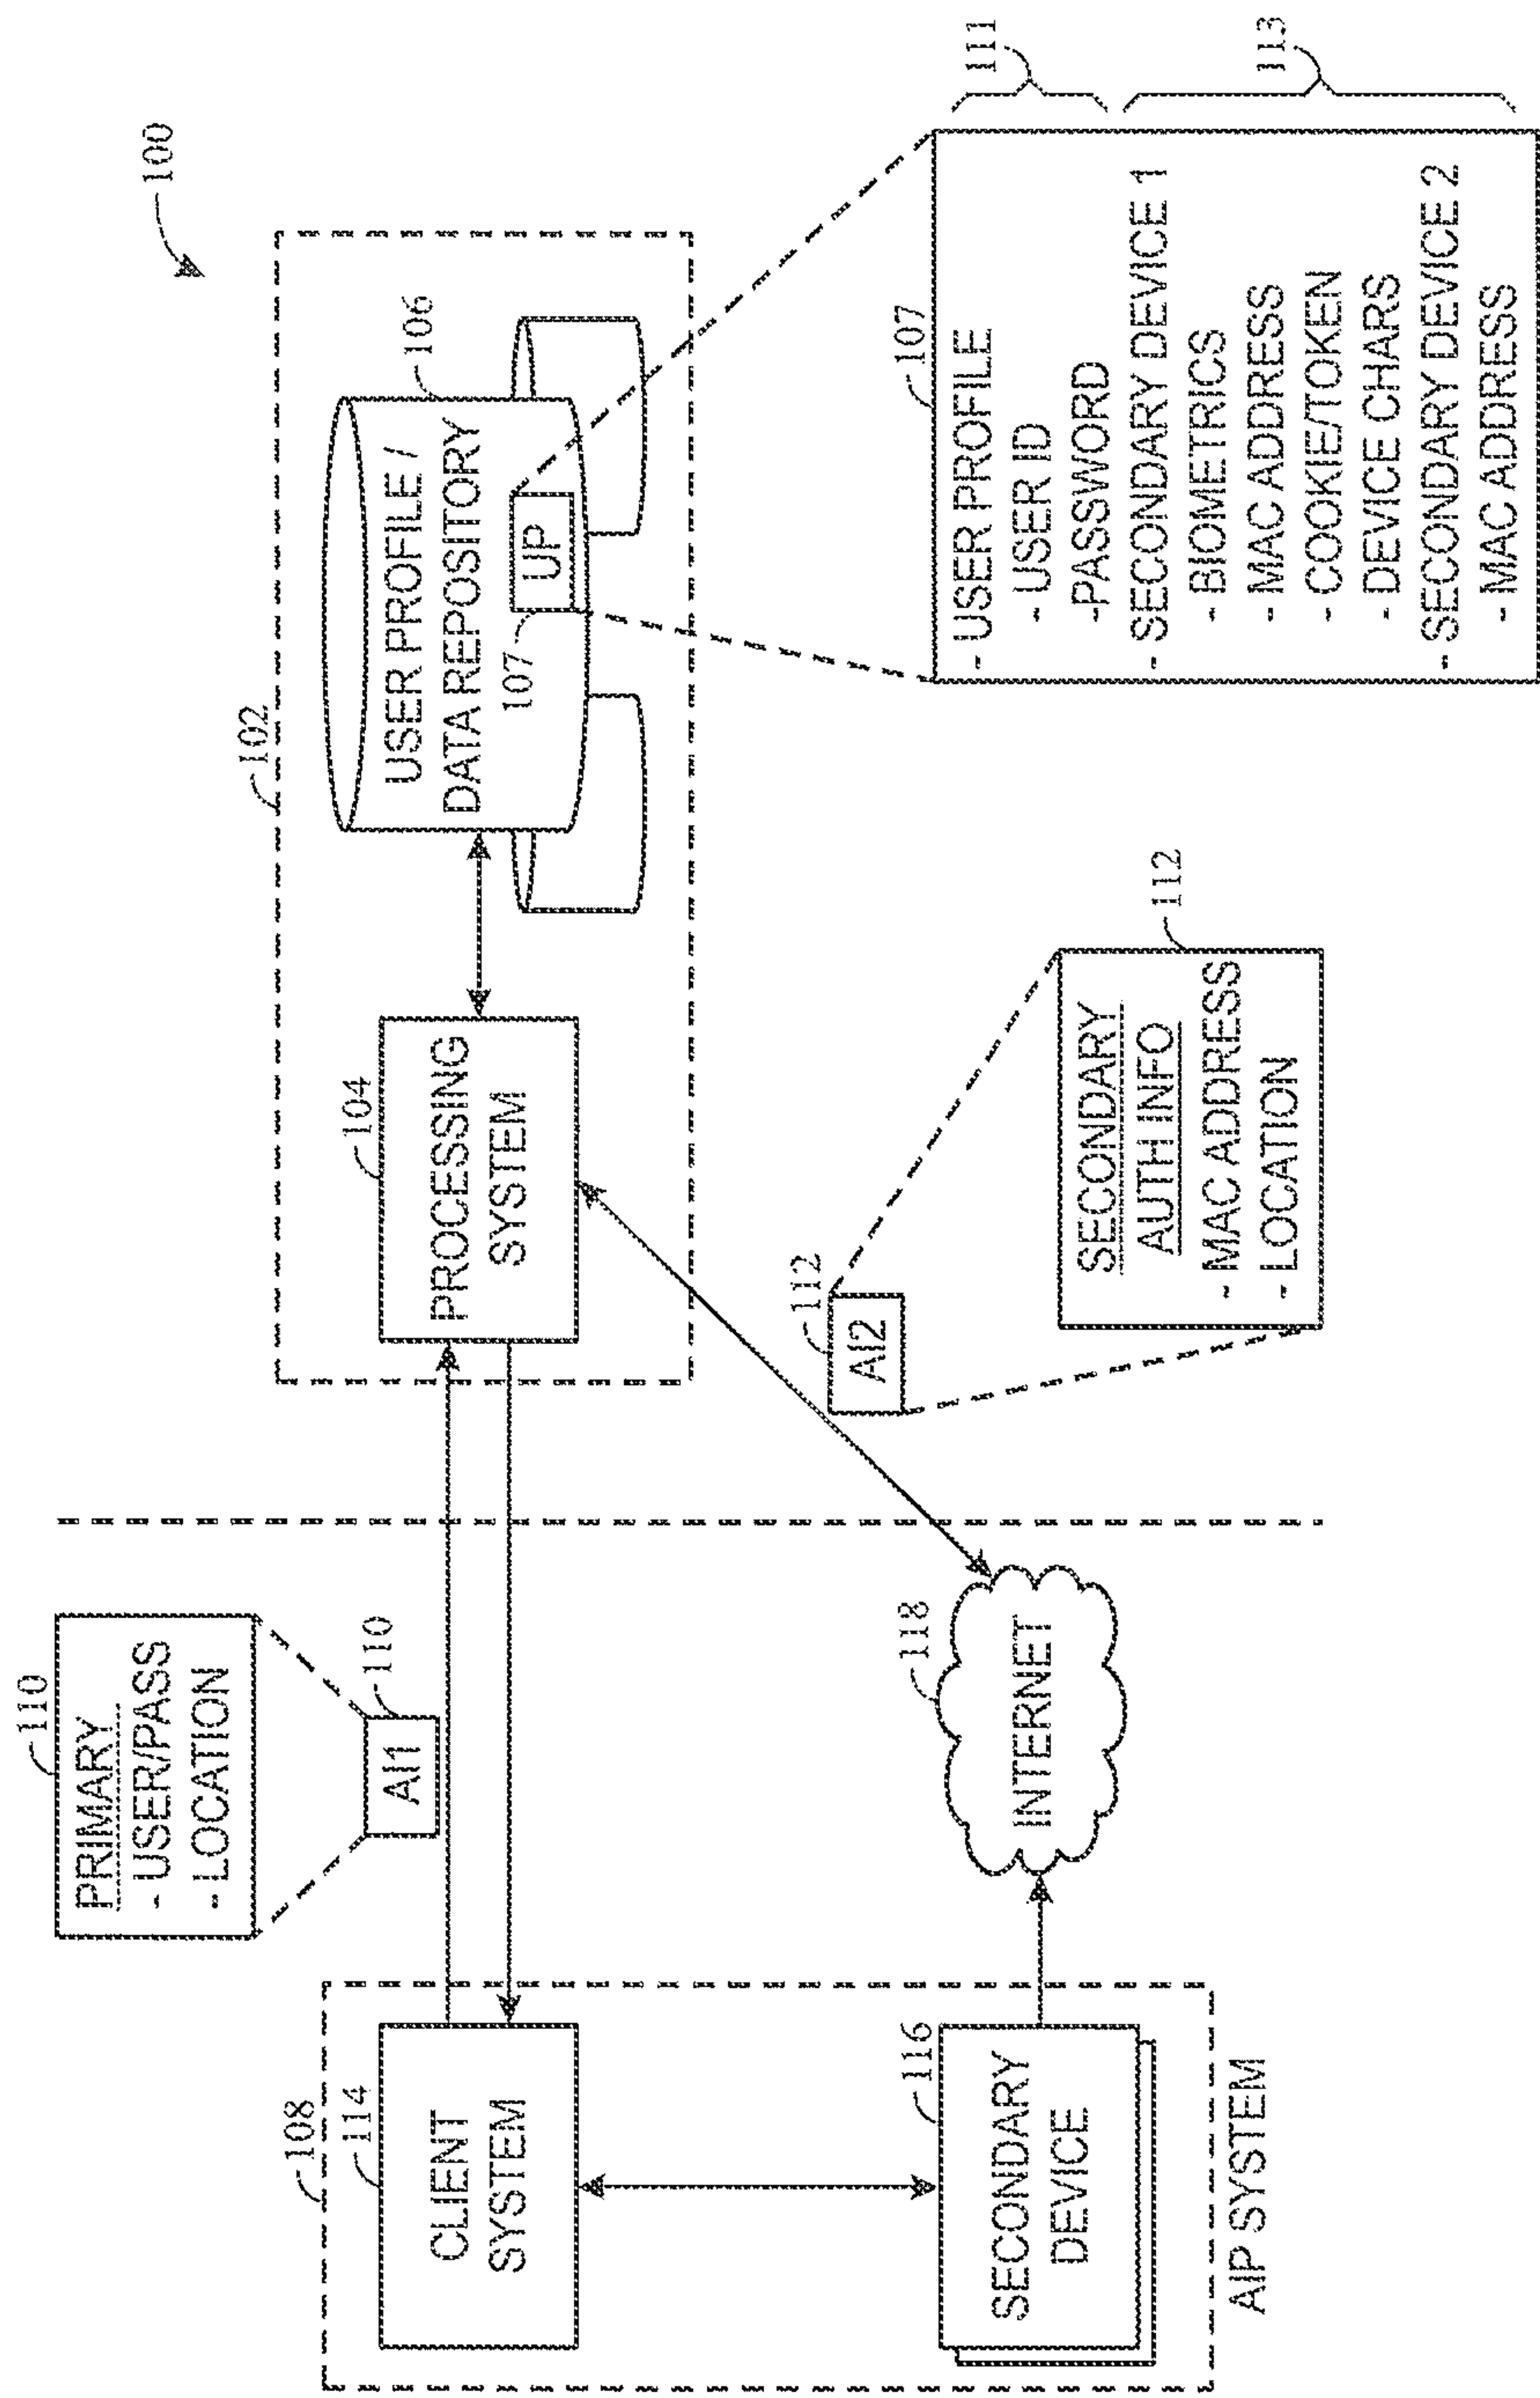 100
102
110
PRIMARY
- USER/PASS
- LOCATION
108
114
CLIENT
SYSTEM
110
AI1
104
PROCESSING
SYSTEM
106
USER PROFILE /
DATA REPOSITORY
107
UP
116
SECONDARY
DEVICE
AIP SYSTEM
118
INTERNET
112
AI2
112
SECONDARY
AUTH INFO
- MAC ADDRESS
- LOCATION
107
- USER PROFILE
- USER ID
-PASSWORD
- SECONDARY DEVICE 1
- BIOMETRICS
- MAC ADDRESS
- COOKIE/TOKEN
- DEVICE CHARS
- SECONDARY DEVICE 2
- MAC ADDRESS
111
113